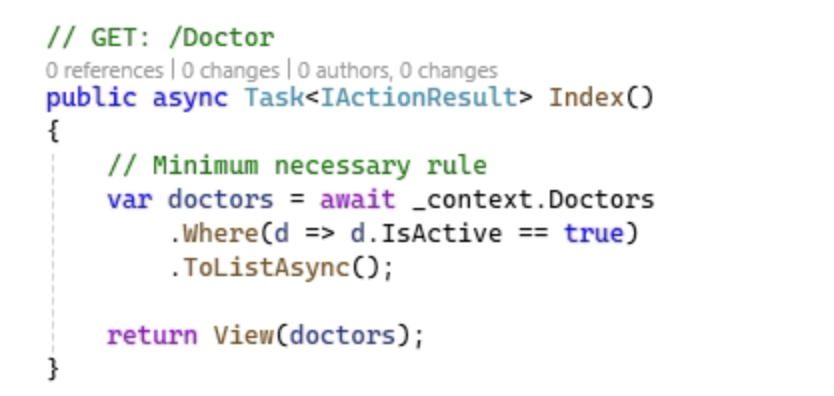 // GET: /Doctor
0 references | 0 changes | 0 authors, 0 changes
public async Task<IActionResult> Index()
{
// Minimum necessary rule
var doctors = await _context.Doctors
.Where(d => d.IsActive == true)
.ToListAsync();
return View(doctors);
}